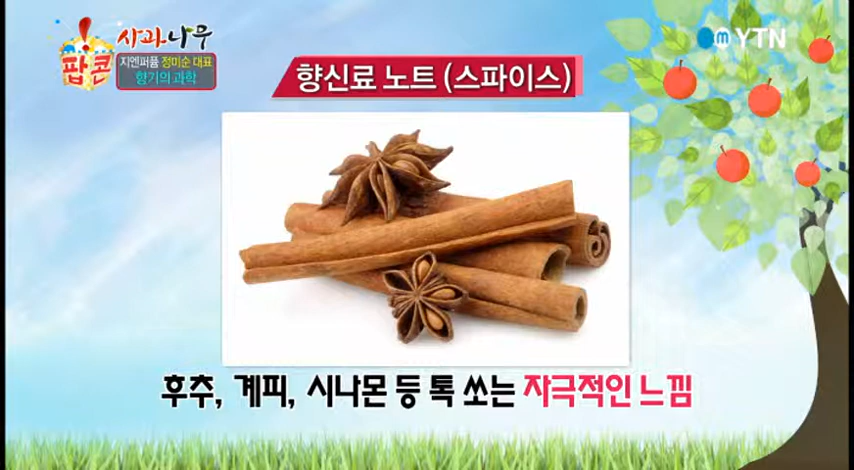 팝콘
사과나무
지엔퍼퓸 정미순 대표
향기의 과학
YTN
향신료 노트 (스파이스)
후추, 계피, 시나몬 등 톡 쏘는 자극적인 느낌